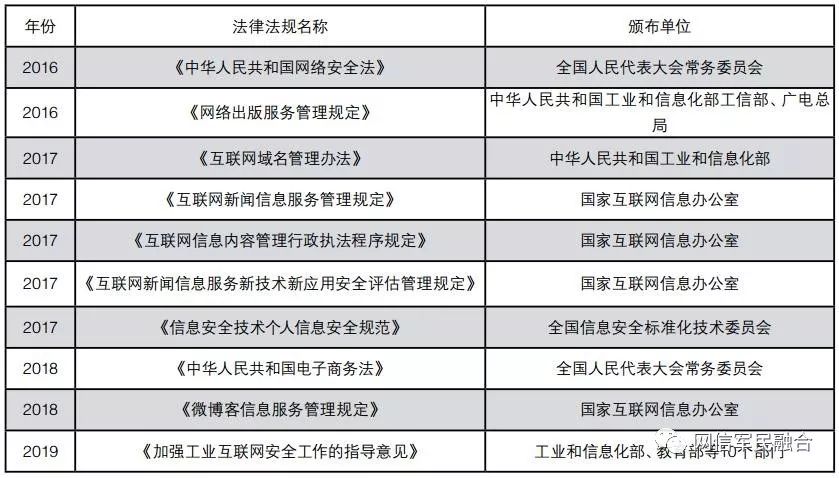 年份 法律法规名称 颁布单位
2016 《中华人民共和国网络安全法》 全国人民代表大会常务委员会
2016 《网络出版服务管理规定》 中华人民共和国工业和信息化部工信部、广电总
局
2017 《互联网域名管理办法》 中华人民共和国工业和信息化部
2017 《互联网新闻信息服务管理规定》 国家互联网信息办公室
2017 《互联网信息内容管理行政执法程序规定》 国家互联网信息办公室
2017 《互联网新闻信息服务新技术新应用安全评估管理规定》 国家互联网信息办公室
2017 《信息安全技术个人信息安全规范》 全国信息安全标准化技术委员会
2018 《中华人民共和国电子商务法》 全国人民代表大会常务委员会
2018 《微博客信息服务管理规定》 国家互联网信息办公室
2019 《加强工业互联网安全工作的指导意见》 工业和信息化部、教育部等10个部门
网信军民融合